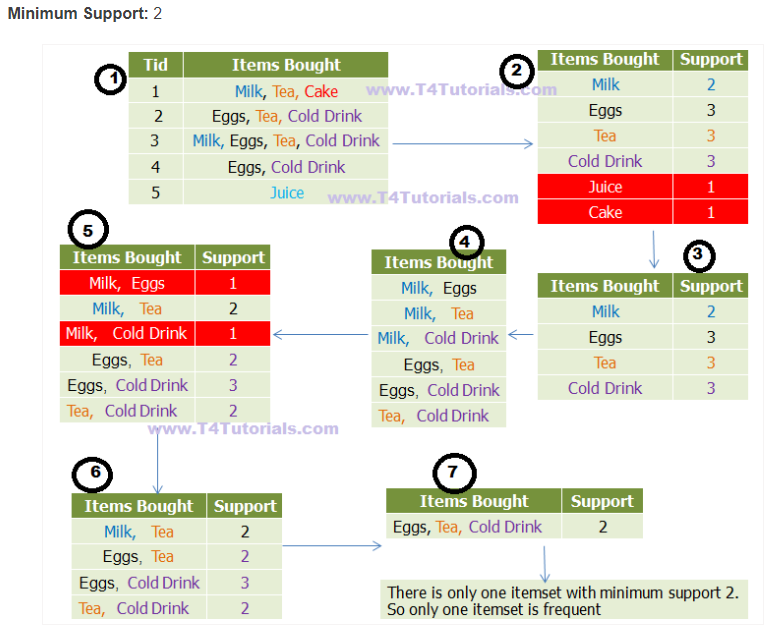 Minimum Support: 2
1
Tid Items Bought
1 Milk, Tea, Cake
2 Eggs, Tea, Cold Drink
3 Milk, Eggs, Tea, Cold Drink
4 Eggs, Cold Drink
5 Juice
www.T4Tutorials.com
www.T4Tutorials.com
2
Items Bought Support
Milk 2
Eggs 3
Tea 3
Cold Drink 3
Juice 1
Cake 1
3
Items Bought Support
Milk 2
Eggs 3
Tea 3
Cold Drink 3
4
Items Bought
Milk, Eggs
Milk, Tea
Milk, Cold Drink
Eggs, Tea
Eggs, Cold Drink
Tea, Cold Drink
5
Items Bought Support
Milk, Eggs 1
Milk, Tea 2
Milk, Cold Drink 1
Eggs, Tea 2
Eggs, Cold Drink 3
Tea, Cold Drink 2
www.T4Tutorials.com
6
Items Bought Support
Milk, Tea 2
Eggs, Tea 2
Eggs, Cold Drink 3
Tea, Cold Drink 2
7
Items Bought Support
Eggs, Tea, Cold Drink 2
There is only one itemset with minimum support 2.
So only one itemset is frequent